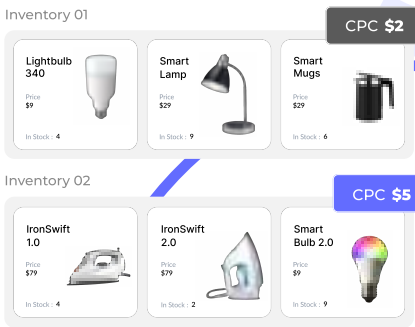 Inventory 01
CPC $2
Lightbulb
340
Price
$9
In Stock : 4
Smart
Lamp
Price
$29
In Stock : 9
Smart
Mugs
Price
$29
In Stock : 6
Inventory 02
CPC $5
IronSwift
1.0
Price
$79
In Stock : 4
IronSwift
2.0
Price
$79
In Stock : 2
Smart
Bulb 2.0
Price
$9
In Stock : 9